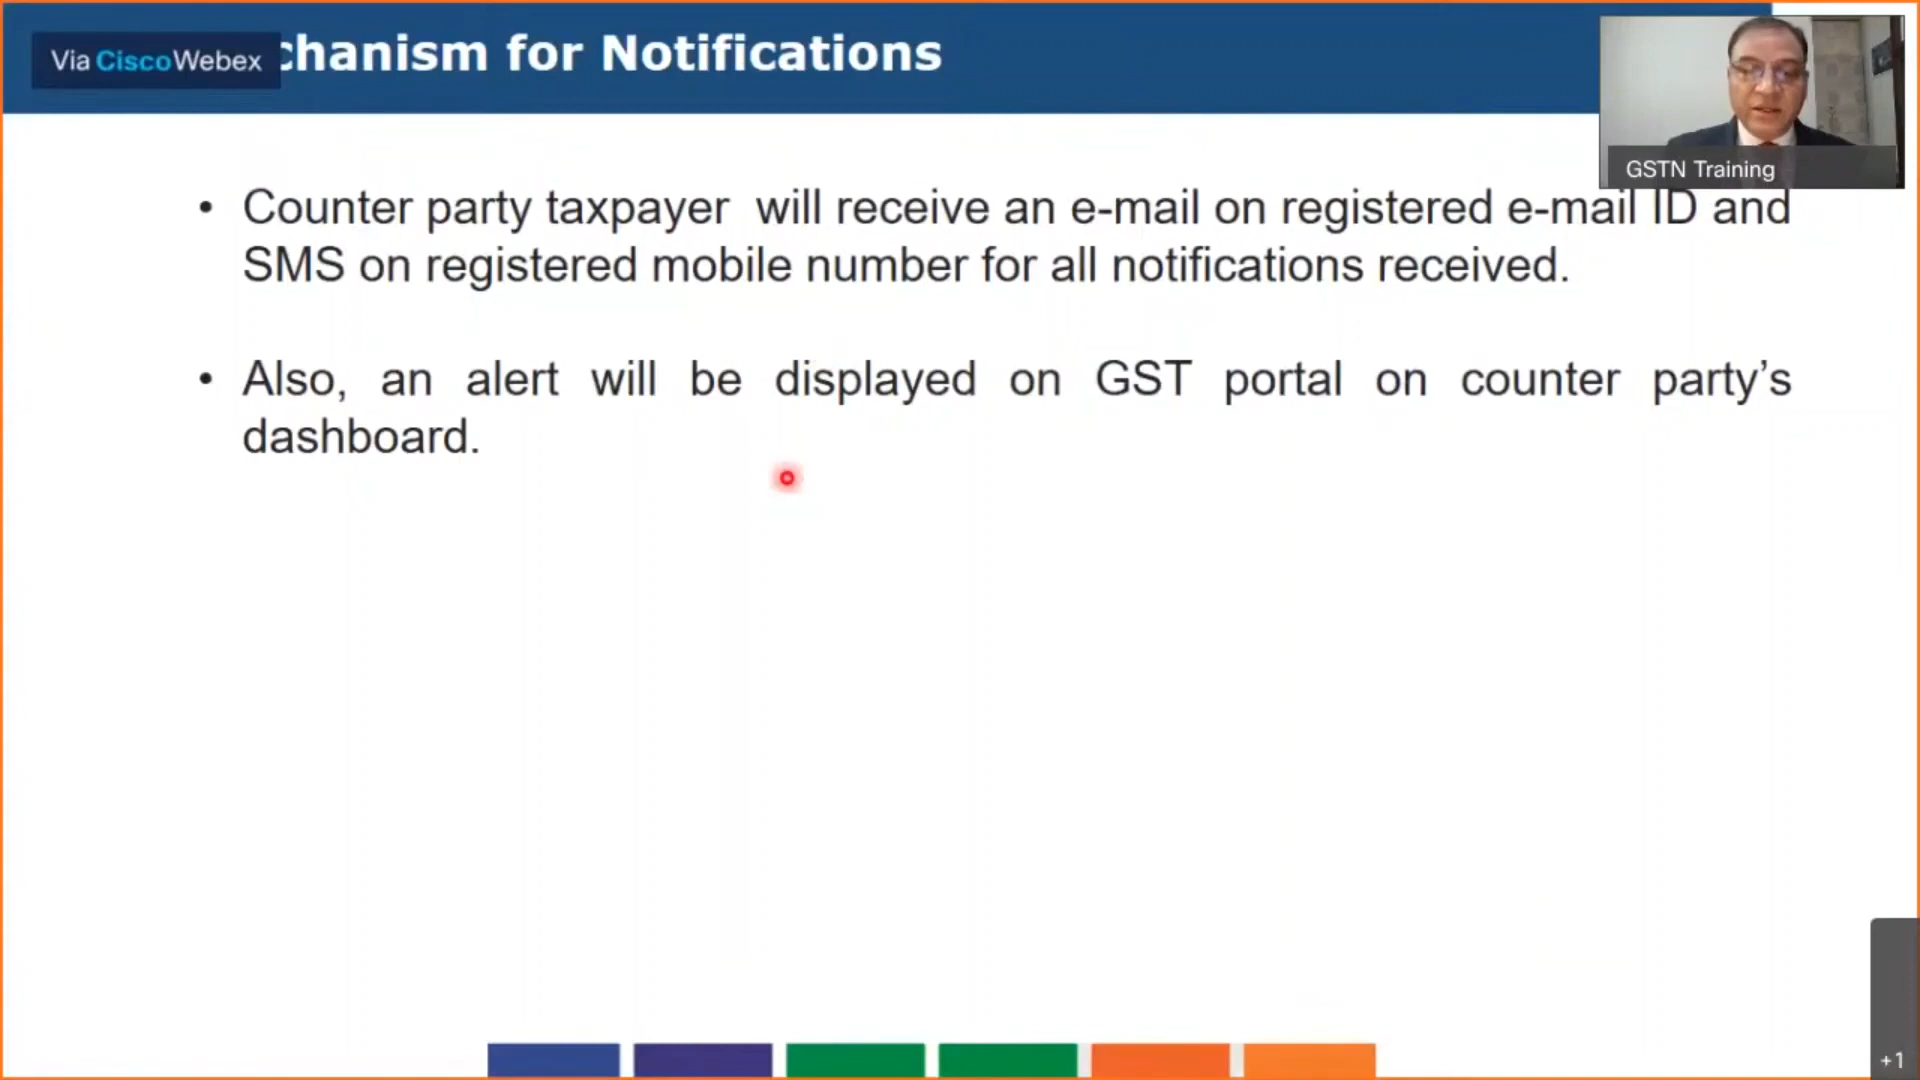 Via CiscoWebex
chanism for Notifications
GSTN Training
• Counter party taxpayer will receive an e-mail on registered e-mail ID and
SMS on registered mobile number for all notifications received.
• Also, an alert will be displayed on GST portal on counter party’s
dashboard.
+1